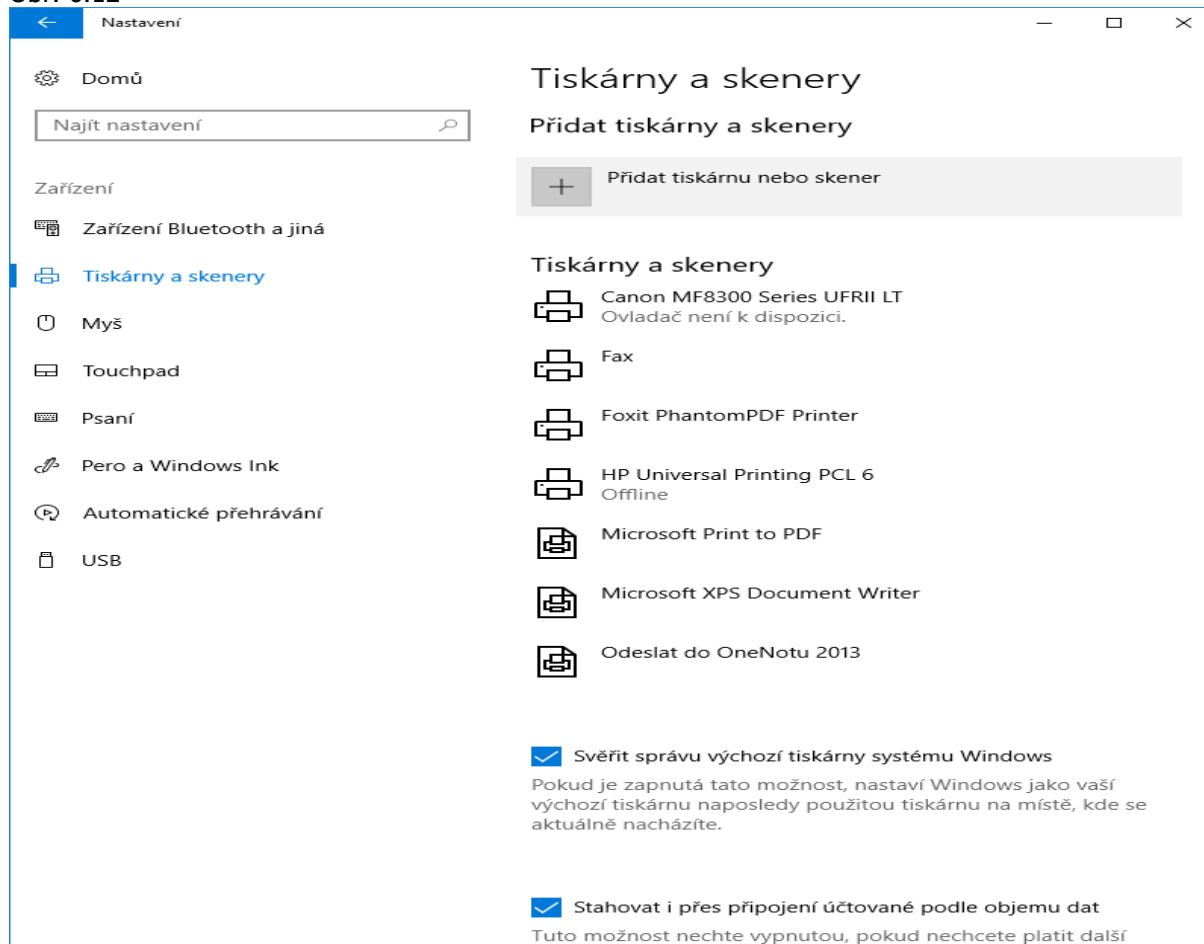 Nastavení
Domů
Najít nastavení
Zařízení
Zařízení Bluetooth a jiná
Tiskárny a skenery
Myš
Touchpad
Psaní
Pero a Windows Ink
Automatické přehrávání
USB
Tiskárny a skenery
Přidat tiskárny a skenery
Přidat tiskárnu nebo skener
Tiskárny a skenery
Canon MF8300 Series UFRII LT
Ovladač není k dispozici.
Fax
Foxit PhantomPDF Printer
HP Universal Printing PCL 6
Offline
Microsoft Print to PDF
Microsoft XPS Document Writer
Odeslat do OneNotu 2013
Svěřit správu výchozí tiskárny systému Windows
Pokud je zapnutá tato možnost, nastaví Windows jako vaší
výchozí tiskárnu naposledy použitou tiskárnu na místě, kde se
aktuálně nacházíte.
Stahovat i přes připojení účtované podle objemu dat
Tuto možnost nechte vypnutou, pokud nechcete platit další